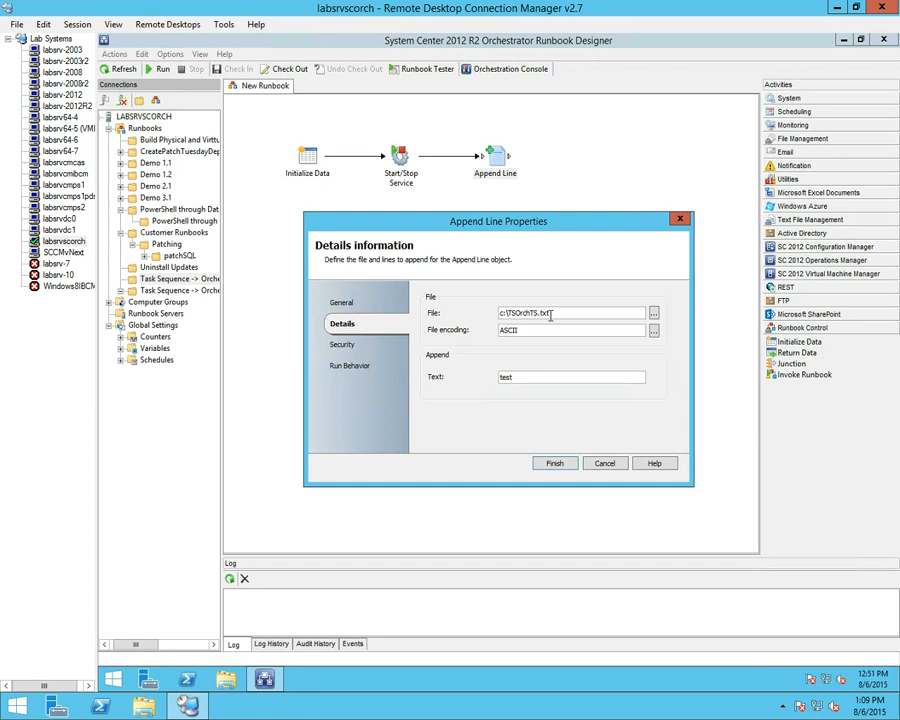 labsrvscorch - Remote Desktop Connection Manager v2.7
File Edit Session View Remote Desktops Tools Help
Lab Systems
labsrv-2003
labsrv-2003r2
labsrv-2008
labsrv-2008r2
labsrv-2012
labsrv-2012R2
labsrv64-4
labsrv64-5 (VMI
labsrv64-6
labsrv64-7
labsrvcmcas
labsrvcmibcm
labsrvcmps1
labsrvcmps1pds
labsrvcmps2
labsrvdc0
labsrvdc1
labsrvscorch
SCCMvNext
labsrv-7
labsrv-10
Windows8IBCM
System Center 2012 R2 Orchestrator Runbook Designer
Actions Edit Options View Help
Refresh Run Stop Check In Check Out Undo Check Out Runbook Tester Orchestration Console
Connections
LABSRVSCORCH
Runbooks
Build Physical and Virtu
CreatePatchTuesdayDep
Demo 1.1
Demo 1.2
Demo 2.1
Demo 3.1
PowerShell through Dat
PowerShell through
Customer Runbooks
Patching
patchSQL
Uninstall Updates
Task Sequence -> Orche
Task Sequence -> Orche
Computer Groups
Runbook Servers
Global Settings
Counters
Variables
Schedules
New Runbook
Initialize Data
Start/Stop
Service
Append Line
Append Line Properties
Details information
Define the file and lines to append for the Append Line object.
General
Details
Security
Run Behavior
File
File: c:\TSOrchTS.txt ...
File encoding: ASCII ...
Append
Text: test
Finish Cancel Help
Activities
System
Scheduling
Monitoring
File Management
Email
Notification
Utilities
Microsoft Excel Documents
Windows Azure
Text File Management
Active Directory
SC 2012 Configuration Manager
SC 2012 Operations Manager
SC 2012 Virtual Machine Manager
REST
FTP
Microsoft SharePoint
Runbook Control
Initialize Data
Return Data
Junction
Invoke Runbook
Log
Log Log History Audit History Events
12:51 PM
8/6/2015
1:09 PM
8/6/2015